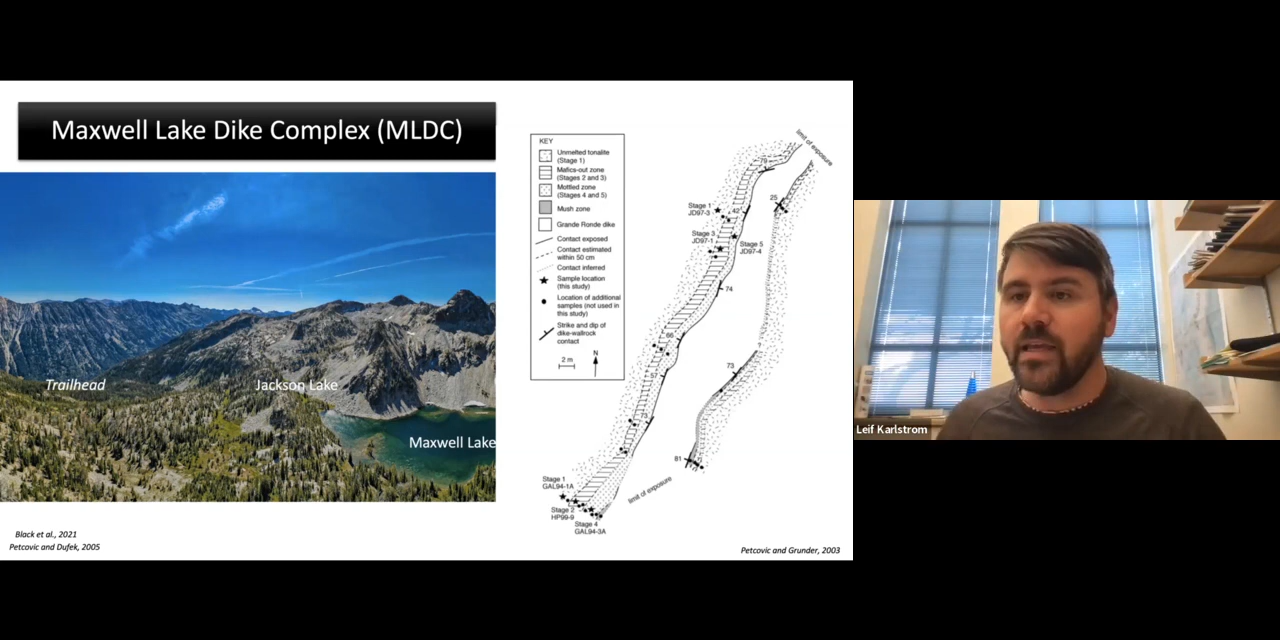 Maxwell Lake Dike Complex (MLDC)
Trailhead
Jackson Lake
Maxwell Lake
Black et al., 2021
Petcovic and Dufek, 2005
KEY
Unmelted tonalite
(Stage 1)
Mafics-out zone
(Stages 2 and 3)
Mottled zone
(Stages 4 and 5)
Mush zone
Grande Ronde dike
Contact exposed
Contact estimated
within 50 cm
Contact inferred
Sample location
(this study)
Location of additional
samples (not used in
this study)
Strike and dip of
dike-wallrock
contact
2 m
N
limit of exposure
79
25
Stage 1
JD97-3
42
Stage 3
JD97-1
Stage 5
JD97-4
74
73
81
limit of exposure
Stage 1
GAL94-1A
Stage 2
HP99-9
Stage 4
GAL94-3A
Petcovic and Grunder, 2003
Leif Karlstrom